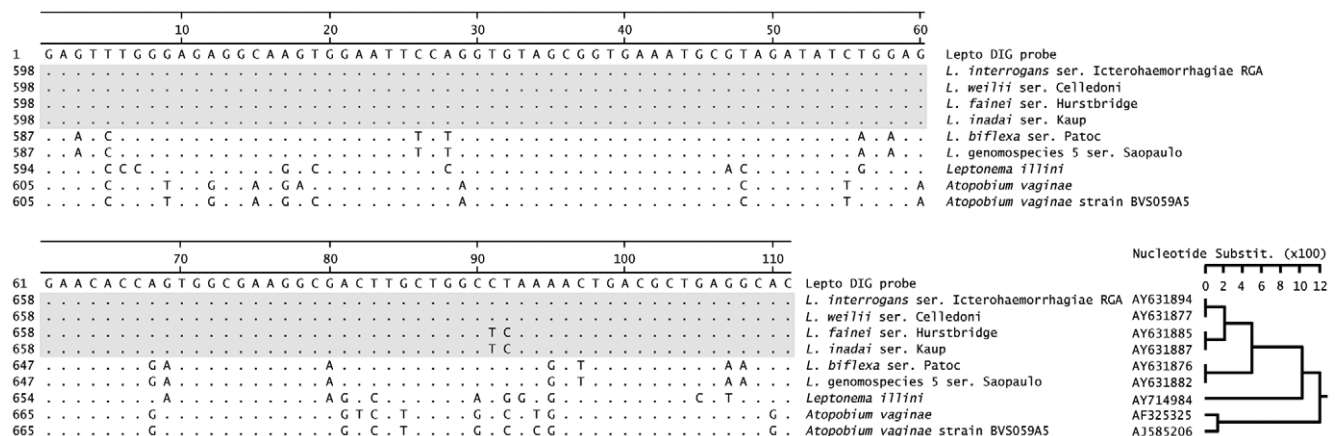 10 20 30 40 50 60
1 GAGTTTGGGAGAGGCAAGTGGAATTCCAGGTGTAGCGGTGAAATGCGTAGATATCTGGAG Lepto DIG probe
598 ............................................................ L. interrogans ser. Icterohaemorrhagiae RGA
598 ............................................................ L. weilii ser. Celledoni
598 ............................................................ L. fainei ser. Hurstbridge
598 ............................................................ L. inadai ser. Kaup
587 ..A.C....................T.T...........................A.A.. L. biflexa ser. Patoc
587 ..A.C....................T.T...........................A.A.. L. genomospecies 5 ser. Saopaulo
594 ....CCC.........G.C........C..................AC.......G.... Leptonema illini
605 ....C...T..G..A.GA..........A..................C......T....A Atopobium vaginae
605 ....C...T..G..A.G.C.........A..................C......T....A Atopobium vaginae strain BVS059A5
70 80 90 100 110
61 GAACACCAGTGGCGAAGGCGACTTGCTGGCCTAAAACTGACGCTGAGGCAC Lepto DIG probe
658 ................................................... L. interrogans ser. Icterohaemorrhagiae RGA
658 ................................................... L. weilii ser. Celledoni
658 ..............................TC................... L. fainei ser. Hurstbridge
658 ..............................TC................... L. inadai ser. Kaup
647 .......GA..........A..............G.T.........AA... L. biflexa ser. Patoc
647 .......GA..........A..............G.T.........AA... L. genomospecies 5 ser. Saopaulo
654 ........A..........AG.C......A.GG.G.........C.T.... Leptonema illini
665 .......G............GTC.T....G.C.TG..............G. Atopobium vaginae
665 .......G............G.C.T....G.C.CG..............G. Atopobium vaginae strain BVS059A5
Nucleotide Substit. (x100)
0 2 4 6 8 10 12
AY631894
AY631877
AY631885
AY631887
AY631876
AY631882
AY714984
AF325325
AJ585206